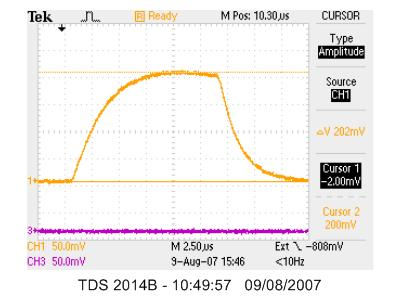 Tek Ready M Pos: 10.30µs CURSOR
Type
Amplitude
Source
CH1
△V 202mV
Cursor 1
-2.00mV
Cursor 2
200mV
1
3
CH1 50.0mV M 2.50µs Ext -808mV
CH3 50.0mV 9-Aug-07 15:46 <10Hz
TDS 2014B - 10:49:57 09/08/2007